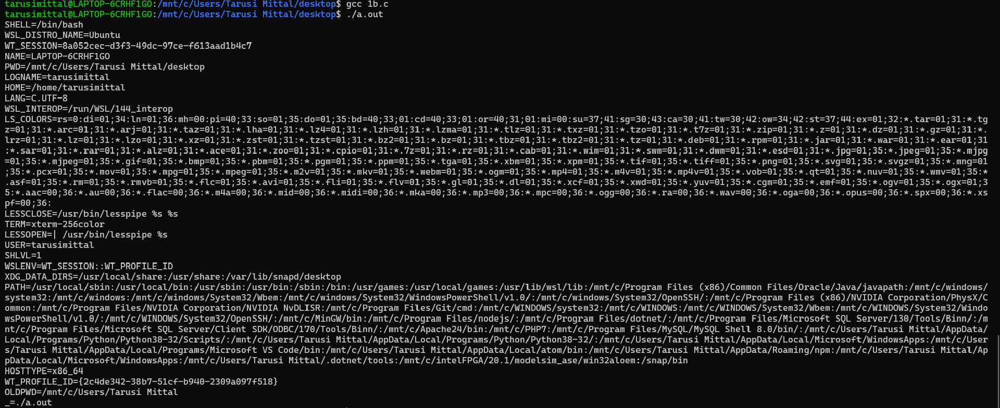 tarusimittal@LAPTOP-6CRHF1GO:/mnt/c/Users/Tarusi Mittal/desktop$ gcc 1b.c
tarusimittal@LAPTOP-6CRHF1GO:/mnt/c/Users/Tarusi Mittal/desktop$ ./a.out
SHELL=/bin/bash
WSL_DISTRO_NAME=Ubuntu
WT_SESSION=8a052cec-d3f3-49dc-97ce-f613aad1b4c7
NAME=LAPTOP-6CRHF1GO
PWD=/mnt/c/Users/Tarusi Mittal/desktop
LOGNAME=tarusimittal
HOME=/home/tarusimittal
LANG=C.UTF-8
WSL_INTEROP=/run/WSL/144_interop
LS_COLORS=rs=0:di=01;34:ln=01;36:mh=00:pi=40;33:so=01;35:do=01;35:bd=40;33;01:cd=40;33;01:or=40;31;01:mi=00:su=37;41:sg=30;43:ca=30;41:tw=30;42:ow=34;42:st=37;44:ex=01;32:*.tar=01;31:*.tg
z=01;31:*.arc=01;31:*.arj=01;31:*.taz=01;31:*.lha=01;31:*.lz4=01;31:*.lzh=01;31:*.lzma=01;31:*.tlz=01;31:*.txz=01;31:*.tzo=01;31:*.t7z=01;31:*.zip=01;31:*.z=01;31:*.dz=01;31:*.gz=01;31:*.
lrz=01;31:*.lz=01;31:*.lzo=01;31:*.xz=01;31:*.zst=01;31:*.tzst=01;31:*.bz2=01;31:*.bz=01;31:*.tbz=01;31:*.tbz2=01;31:*.tz=01;31:*.deb=01;31:*.rpm=01;31:*.jar=01;31:*.war=01;31:*.ear=01;31
:*.sar=01;31:*.rar=01;31:*.alz=01;31:*.ace=01;31:*.zoo=01;31:*.cpio=01;31:*.7z=01;31:*.rz=01;31:*.cab=01;31:*.wim=01;31:*.swm=01;31:*.dwm=01;31:*.esd=01;31:*.jpg=01;35:*.jpeg=01;35:*.mjpg
=01;35:*.mjpeg=01;35:*.gif=01;35:*.bmp=01;35:*.pbm=01;35:*.pgm=01;35:*.ppm=01;35:*.tga=01;35:*.xbm=01;35:*.xpm=01;35:*.tif=01;35:*.tiff=01;35:*.png=01;35:*.svg=01;35:*.svgz=01;35:*.mng=01
;35:*.pcx=01;35:*.mov=01;35:*.mpg=01;35:*.mpeg=01;35:*.m2v=01;35:*.mkv=01;35:*.webm=01;35:*.ogm=01;35:*.mp4=01;35:*.m4v=01;35:*.mp4v=01;35:*.vob=01;35:*.qt=01;35:*.nuv=01;35:*.wmv=01;35:*
.asf=01;35:*.rm=01;35:*.rmvb=01;35:*.flc=01;35:*.avi=01;35:*.fli=01;35:*.flv=01;35:*.gl=01;35:*.dl=01;35:*.xcf=01;35:*.xwd=01;35:*.yuv=01;35:*.cgm=01;35:*.emf=01;35:*.ogv=01;35:*.ogx=01;3
5:*.aac=00;36:*.au=00;36:*.flac=00;36:*.m4a=00;36:*.mid=00;36:*.midi=00;36:*.mka=00;36:*.mp3=00;36:*.mpc=00;36:*.ogg=00;36:*.ra=00;36:*.wav=00;36:*.oga=00;36:*.opus=00;36:*.spx=00;36:*.xs
pf=00;36:
LESSCLOSE=/usr/bin/lesspipe %s %s
TERM=xterm-256color
LESSOPEN=| /usr/bin/lesspipe %s
USER=tarusimittal
SHLVL=1
WSLENV=WT_SESSION::WT_PROFILE_ID
XDG_DATA_DIRS=/usr/local/share:/usr/share:/var/lib/snapd/desktop
PATH=/usr/local/sbin:/usr/local/bin:/usr/sbin:/usr/bin:/sbin:/bin:/usr/games:/usr/local/games:/usr/lib/wsl/lib:/mnt/c/Program Files (x86)/Common Files/Oracle/Java/javapath:/mnt/c/windows/
system32:/mnt/c/windows:/mnt/c/windows/System32/Wbem:/mnt/c/windows/System32/WindowsPowerShell/v1.0/:/mnt/c/windows/System32/OpenSSH/:/mnt/c/Program Files (x86)/NVIDIA Corporation/PhysX/C
ommon:/mnt/c/Program Files/NVIDIA Corporation/NVIDIA NvDLISR:/mnt/c/Program Files/Git/cmd:/mnt/c/WINDOWS/system32:/mnt/c/WINDOWS:/mnt/c/WINDOWS/System32/Wbem:/mnt/c/WINDOWS/System32/Windo
wsPowerShell/v1.0/:/mnt/c/WINDOWS/System32/OpenSSH/:/mnt/c/MinGW/bin:/mnt/c/Program Files/nodejs/:/mnt/c/Program Files/dotnet/:/mnt/c/Program Files/Microsoft SQL Server/130/Tools/Binn/:/m
nt/c/Program Files/Microsoft SQL Server/Client SDK/ODBC/170/Tools/Binn/:/mnt/c/Apache24/bin:/mnt/c/PHP7:/mnt/c/Program Files/MySQL/MySQL Shell 8.0/bin/:/mnt/c/Users/Tarusi Mittal/AppData/
Local/Programs/Python/Python38-32/Scripts/:/mnt/c/Users/Tarusi Mittal/AppData/Local/Programs/Python/Python38-32/:/mnt/c/Users/Tarusi Mittal/AppData/Local/Microsoft/WindowsApps:/mnt/c/User
s/Tarusi Mittal/AppData/Local/Programs/Microsoft VS Code/bin:/mnt/c/Users/Tarusi Mittal/AppData/Local/atom/bin:/mnt/c/Users/Tarusi Mittal/AppData/Roaming/npm:/mnt/c/Users/Tarusi Mittal/Ap
pData/Local/Microsoft/WindowsApps:/mnt/c/Users/Tarusi Mittal/.dotnet/tools:/mnt/c/intelFPGA/20.1/modelsim_ase/win32aloem:/snap/bin
HOSTTYPE=x86_64
WT_PROFILE_ID={2c4de342-38b7-51cf-b940-2309a097f518}
OLDPWD=/mnt/c/Users/Tarusi Mittal
_=./a.out